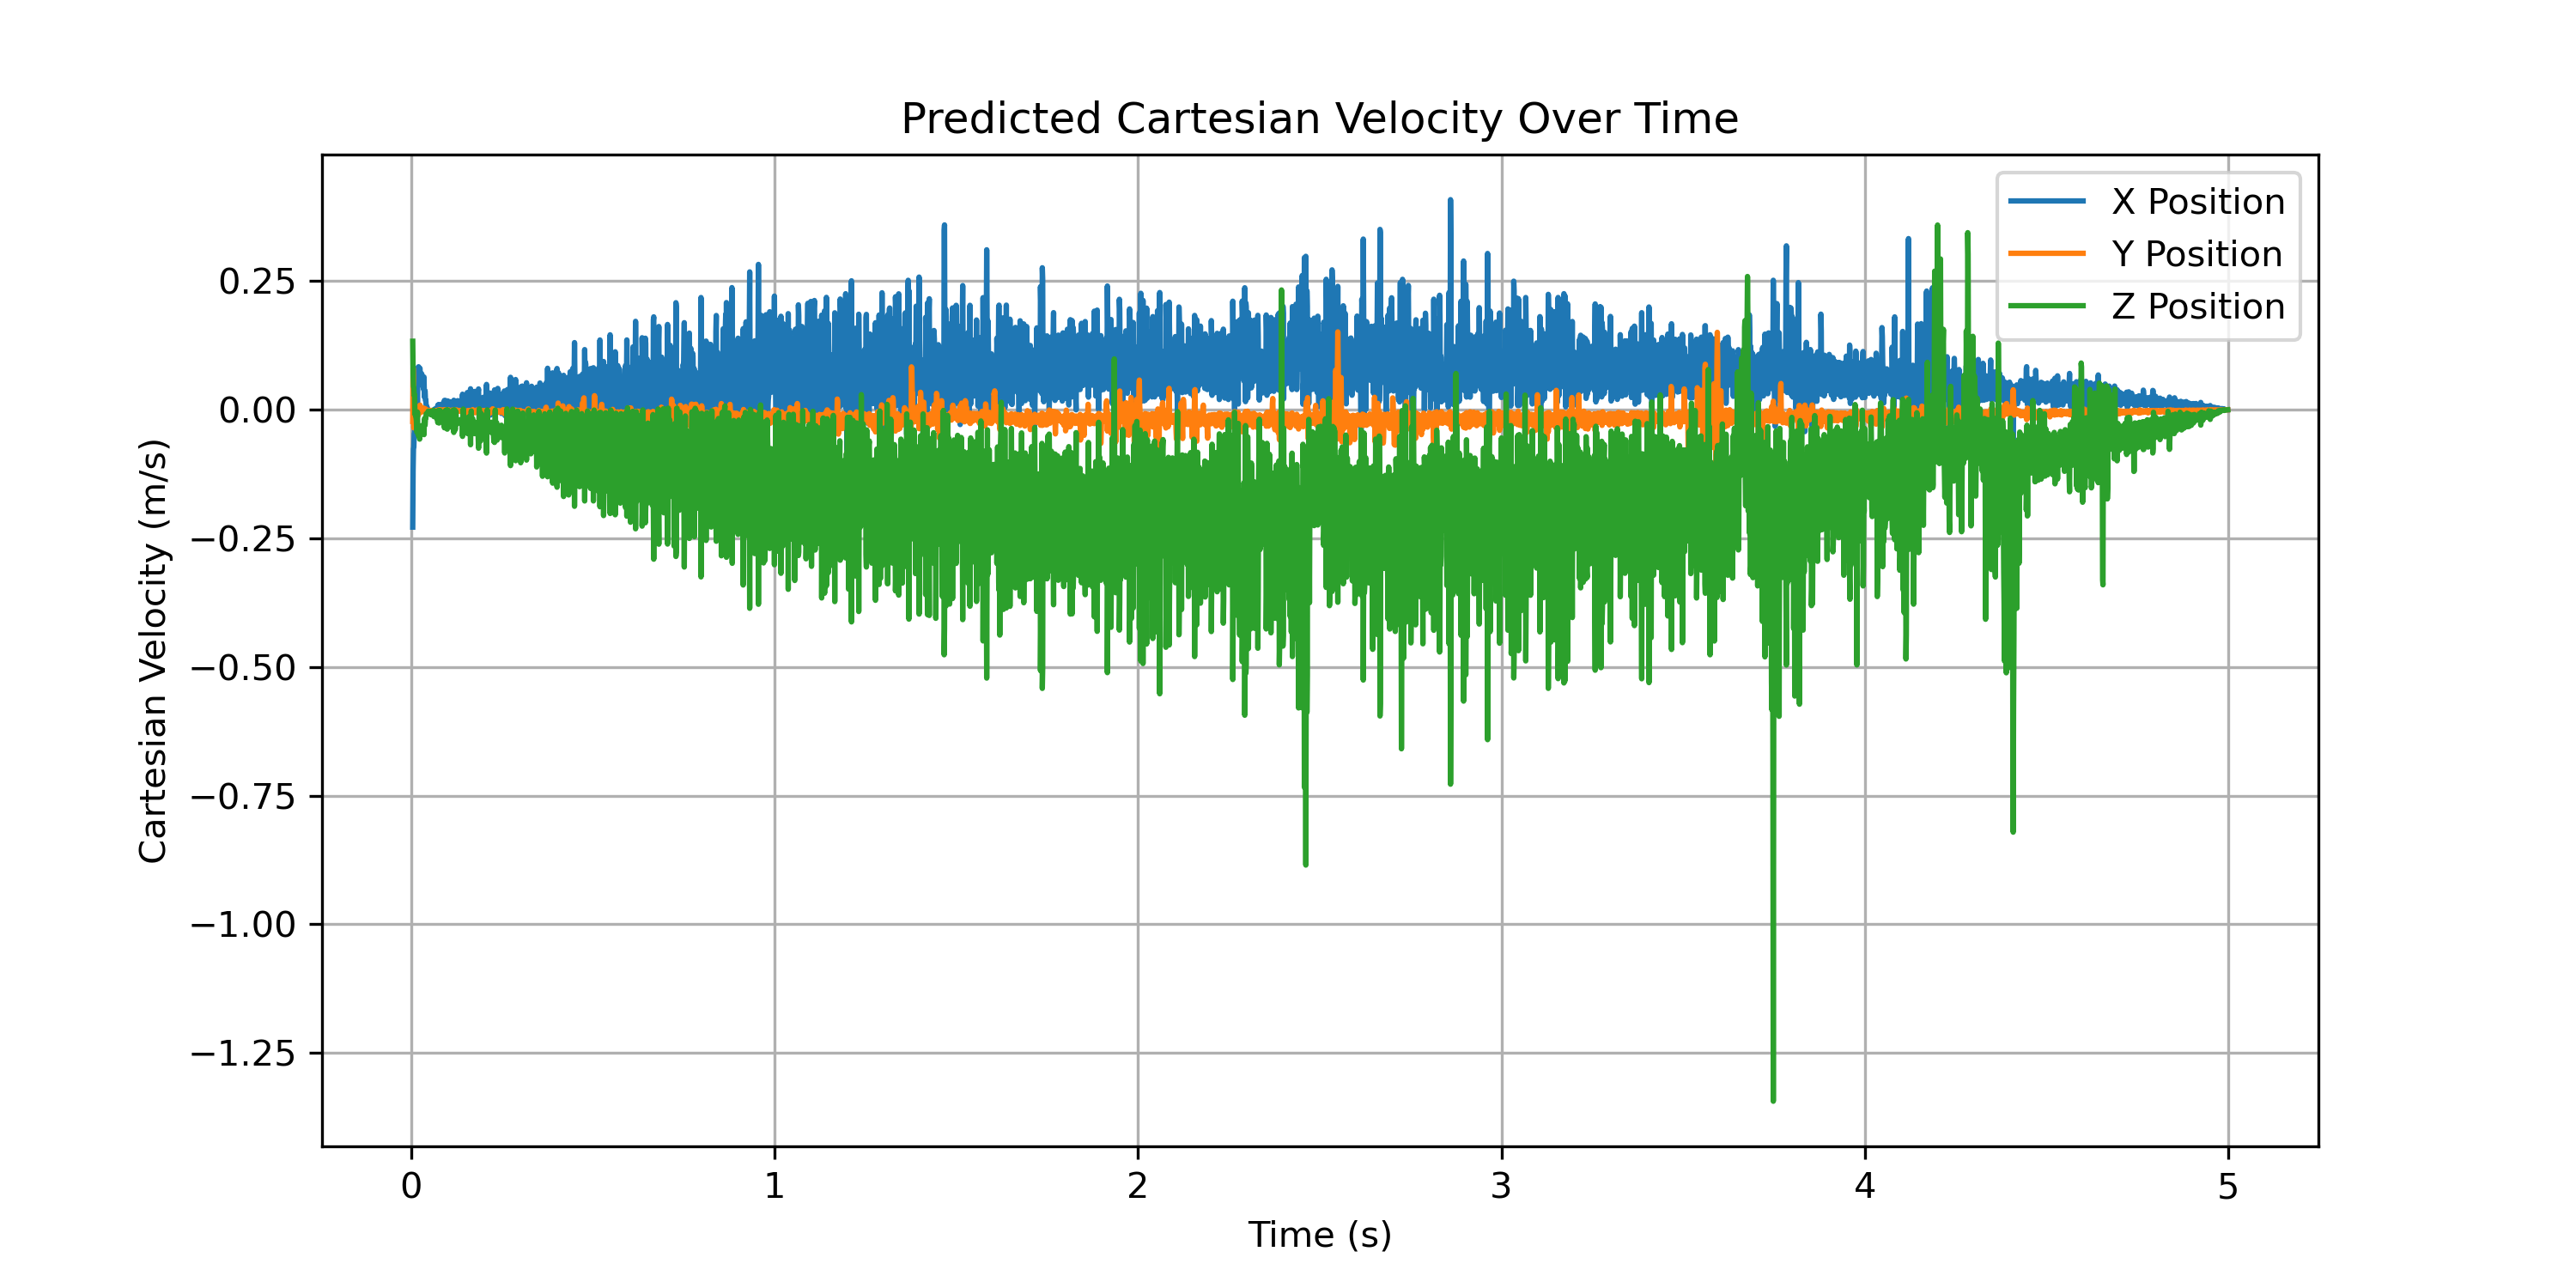 Predicted Cartesian Velocity Over Time
X Position
Y Position
Z Position
Cartesian Velocity (m/s)
0.25
0.00
−0.25
−0.50
−0.75
−1.00
−1.25
0 1 2 3 4 5
Time (s)